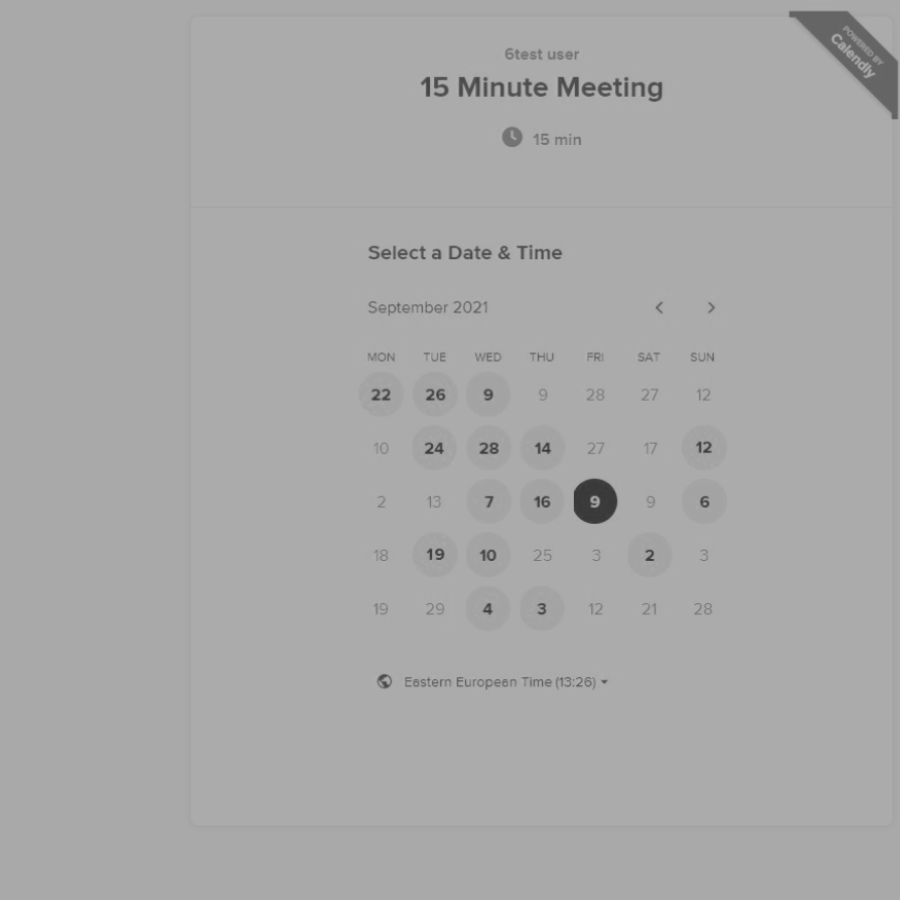 POWERED BY
Calendly
6test user
15 Minute Meeting
15 min
Select a Date & Time
September 2021
MON TUE WED THU FRI SAT SUN
22 26 9 9 28 27 12
10 24 28 14 27 17 12
2 13 7 16 9 9 6
18 19 10 25 3 2 3
19 29 4 3 12 21 28
Eastern European Time (13:26)